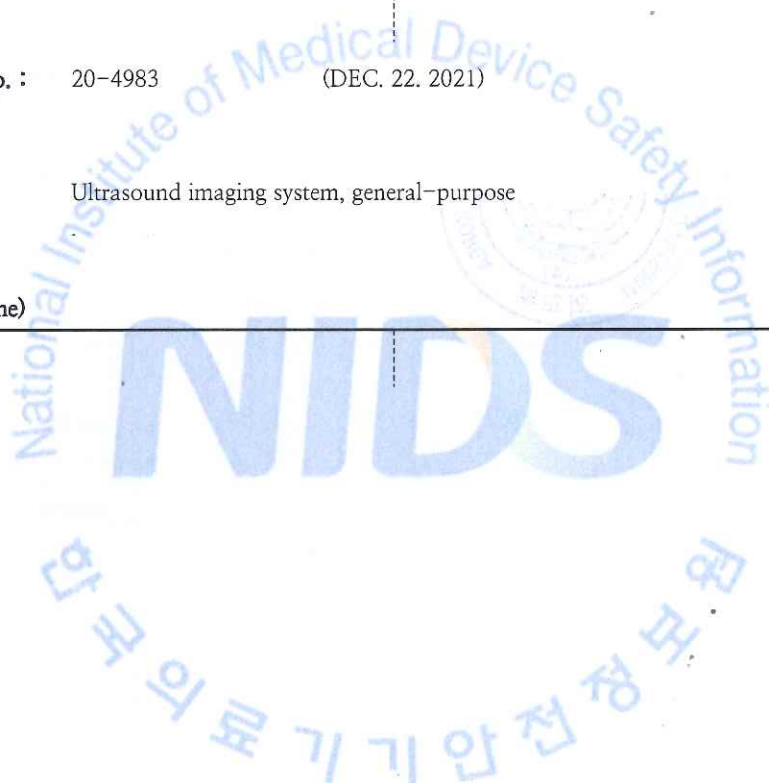 National Institute of Medical Device Safety Information
o. : 20-4983 (DEC. 22. 2021)
Ultrasound imaging system, general-purpose
ne)
NIDS
한국의료기기안전정보원